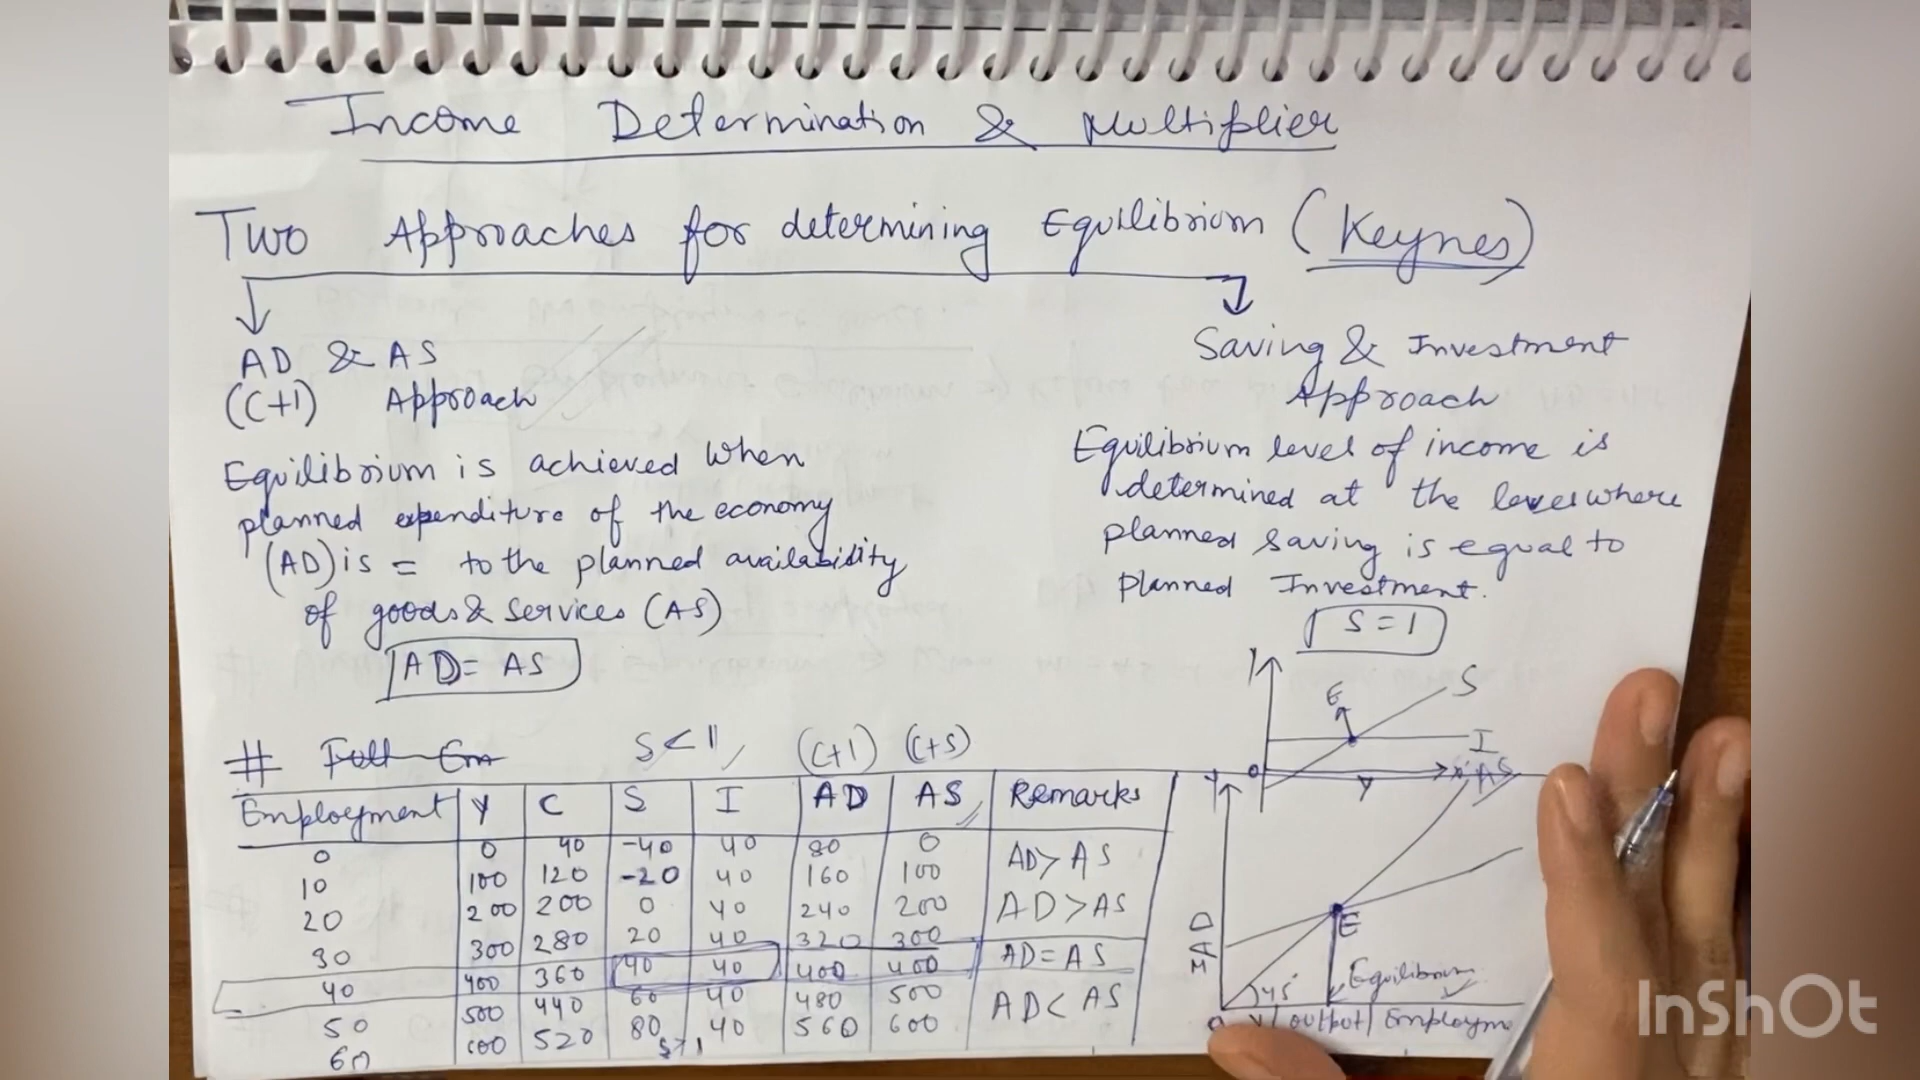 Income Determination & Multiplier
Two Approaches for determining Equilibrium (Keynes)
AD & AS
(C+I) Approach
Equilibrium is achieved when
planned expenditure of the economy
(AD) is = to the planned availability
of goods & services (AS)
AD = AS
Saving & Investment
Approach
Equilibrium level of income is
determined at the level where
planned saving is equal to
planned Investment.
S = I
Y
E
S
I
O
Y
# Full Em
S < I, (C+I) (C+S)
Employment Y C S I AD AS Remarks
0 0 40 -40 40 80 0
10 100 120 -20 40 160 100 AD > AS
20 200 200 0 40 240 200 AD > AS
30 300 280 20 40 320 300
40 400 360 40 40 400 400 AD = AS
50 500 440 60 40 480 500 AD < AS
60 600 520 80 40 560 600
S > I
AS
AD
E
45°
Equilibrium
O Y/output/Employm
InShOt